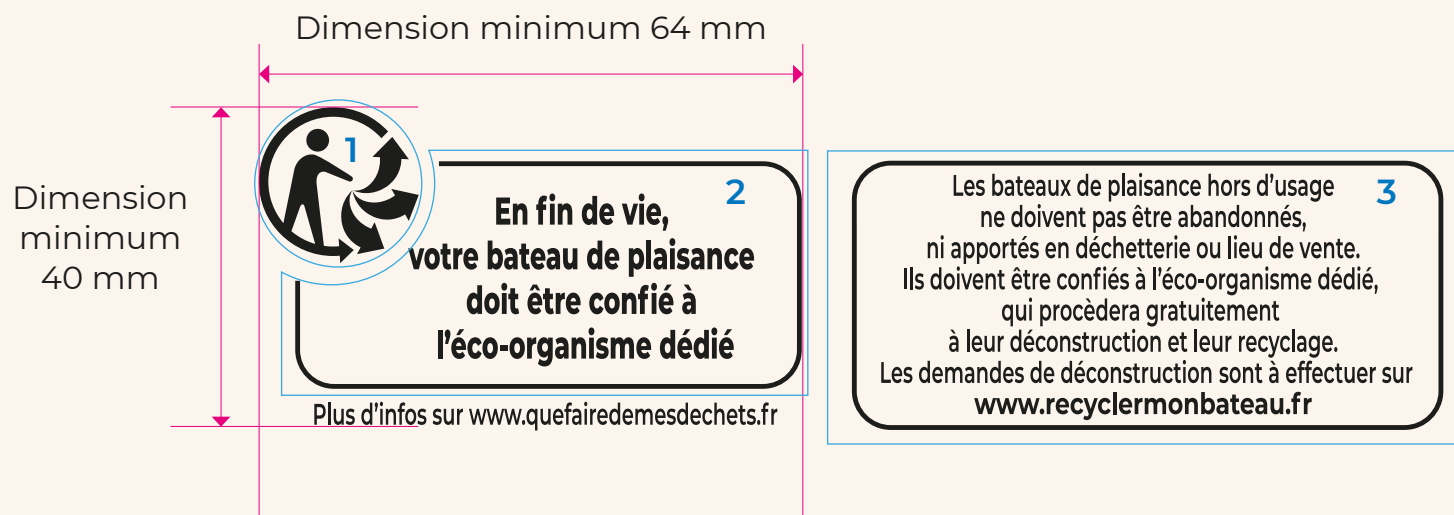 Dimension minimum 64 mm
Dimension
minimum
40 mm
1
2
En fin de vie,
votre bateau de plaisance
doit être confié à
l'éco-organisme dédié
Plus d'infos sur www.quefairedemesdechets.fr
3
Les bateaux de plaisance hors d'usage
ne doivent pas être abandonnés,
ni apportés en déchetterie ou lieu de vente.
Ils doivent être confiés à l'éco-organisme dédié,
qui procèdera gratuitement
à leur déconstruction et leur recyclage.
Les demandes de déconstruction sont à effectuer sur
www.recyclermonbateau.fr